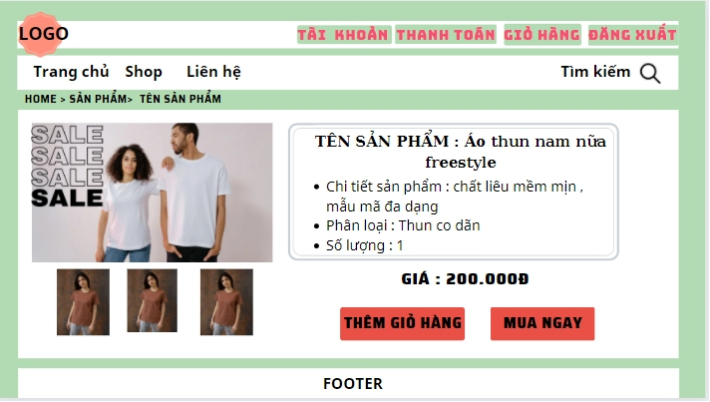 LOGO
TÀI KHOẢN THANH TOÁN GIỎ HÀNG ĐĂNG XUẤT
Trang chủ Shop Liên hệ Tìm kiếm
HOME > SẢN PHẨM> TÊN SẢN PHẨM
SALE
SALE
SALE
SALE
TÊN SẢN PHẨM : Áo thun nam nữa
freestyle
• Chi tiết sản phẩm : chất liêu mềm mịn ,
mẫu mã đa dạng
• Phân loại : Thun co dãn
• Số lượng : 1
GIÁ : 200.000Đ
THÊM GIỎ HÀNG MUA NGAY
FOOTER